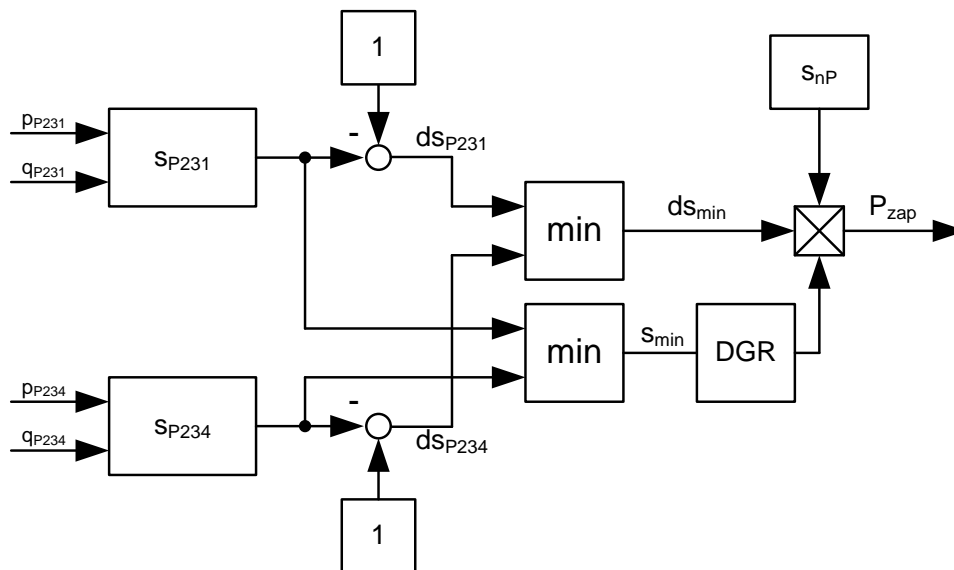 1
s_nP
p_P231
-
ds_P231
s_P231
q_P231
min
ds_min
P_zap
min
s_min
DGR
p_P234
-
s_P234
q_P234
ds_P234
1